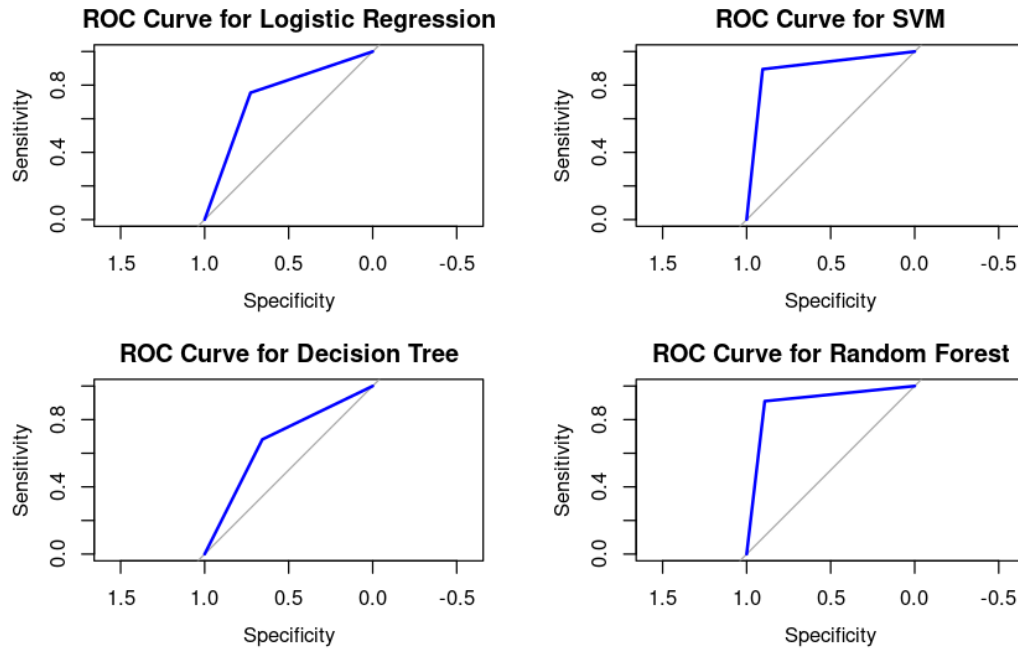 ROC Curve for Logistic Regression
Sensitivity
0.8
0.4
0.0
1.5 1.0 0.5 0.0 -0.5
Specificity
ROC Curve for SVM
Sensitivity
0.8
0.4
0.0
1.5 1.0 0.5 0.0 -0.5
Specificity
ROC Curve for Decision Tree
Sensitivity
0.8
0.4
0.0
1.5 1.0 0.5 0.0 -0.5
Specificity
ROC Curve for Random Forest
Sensitivity
0.8
0.4
0.0
1.5 1.0 0.5 0.0 -0.5
Specificity